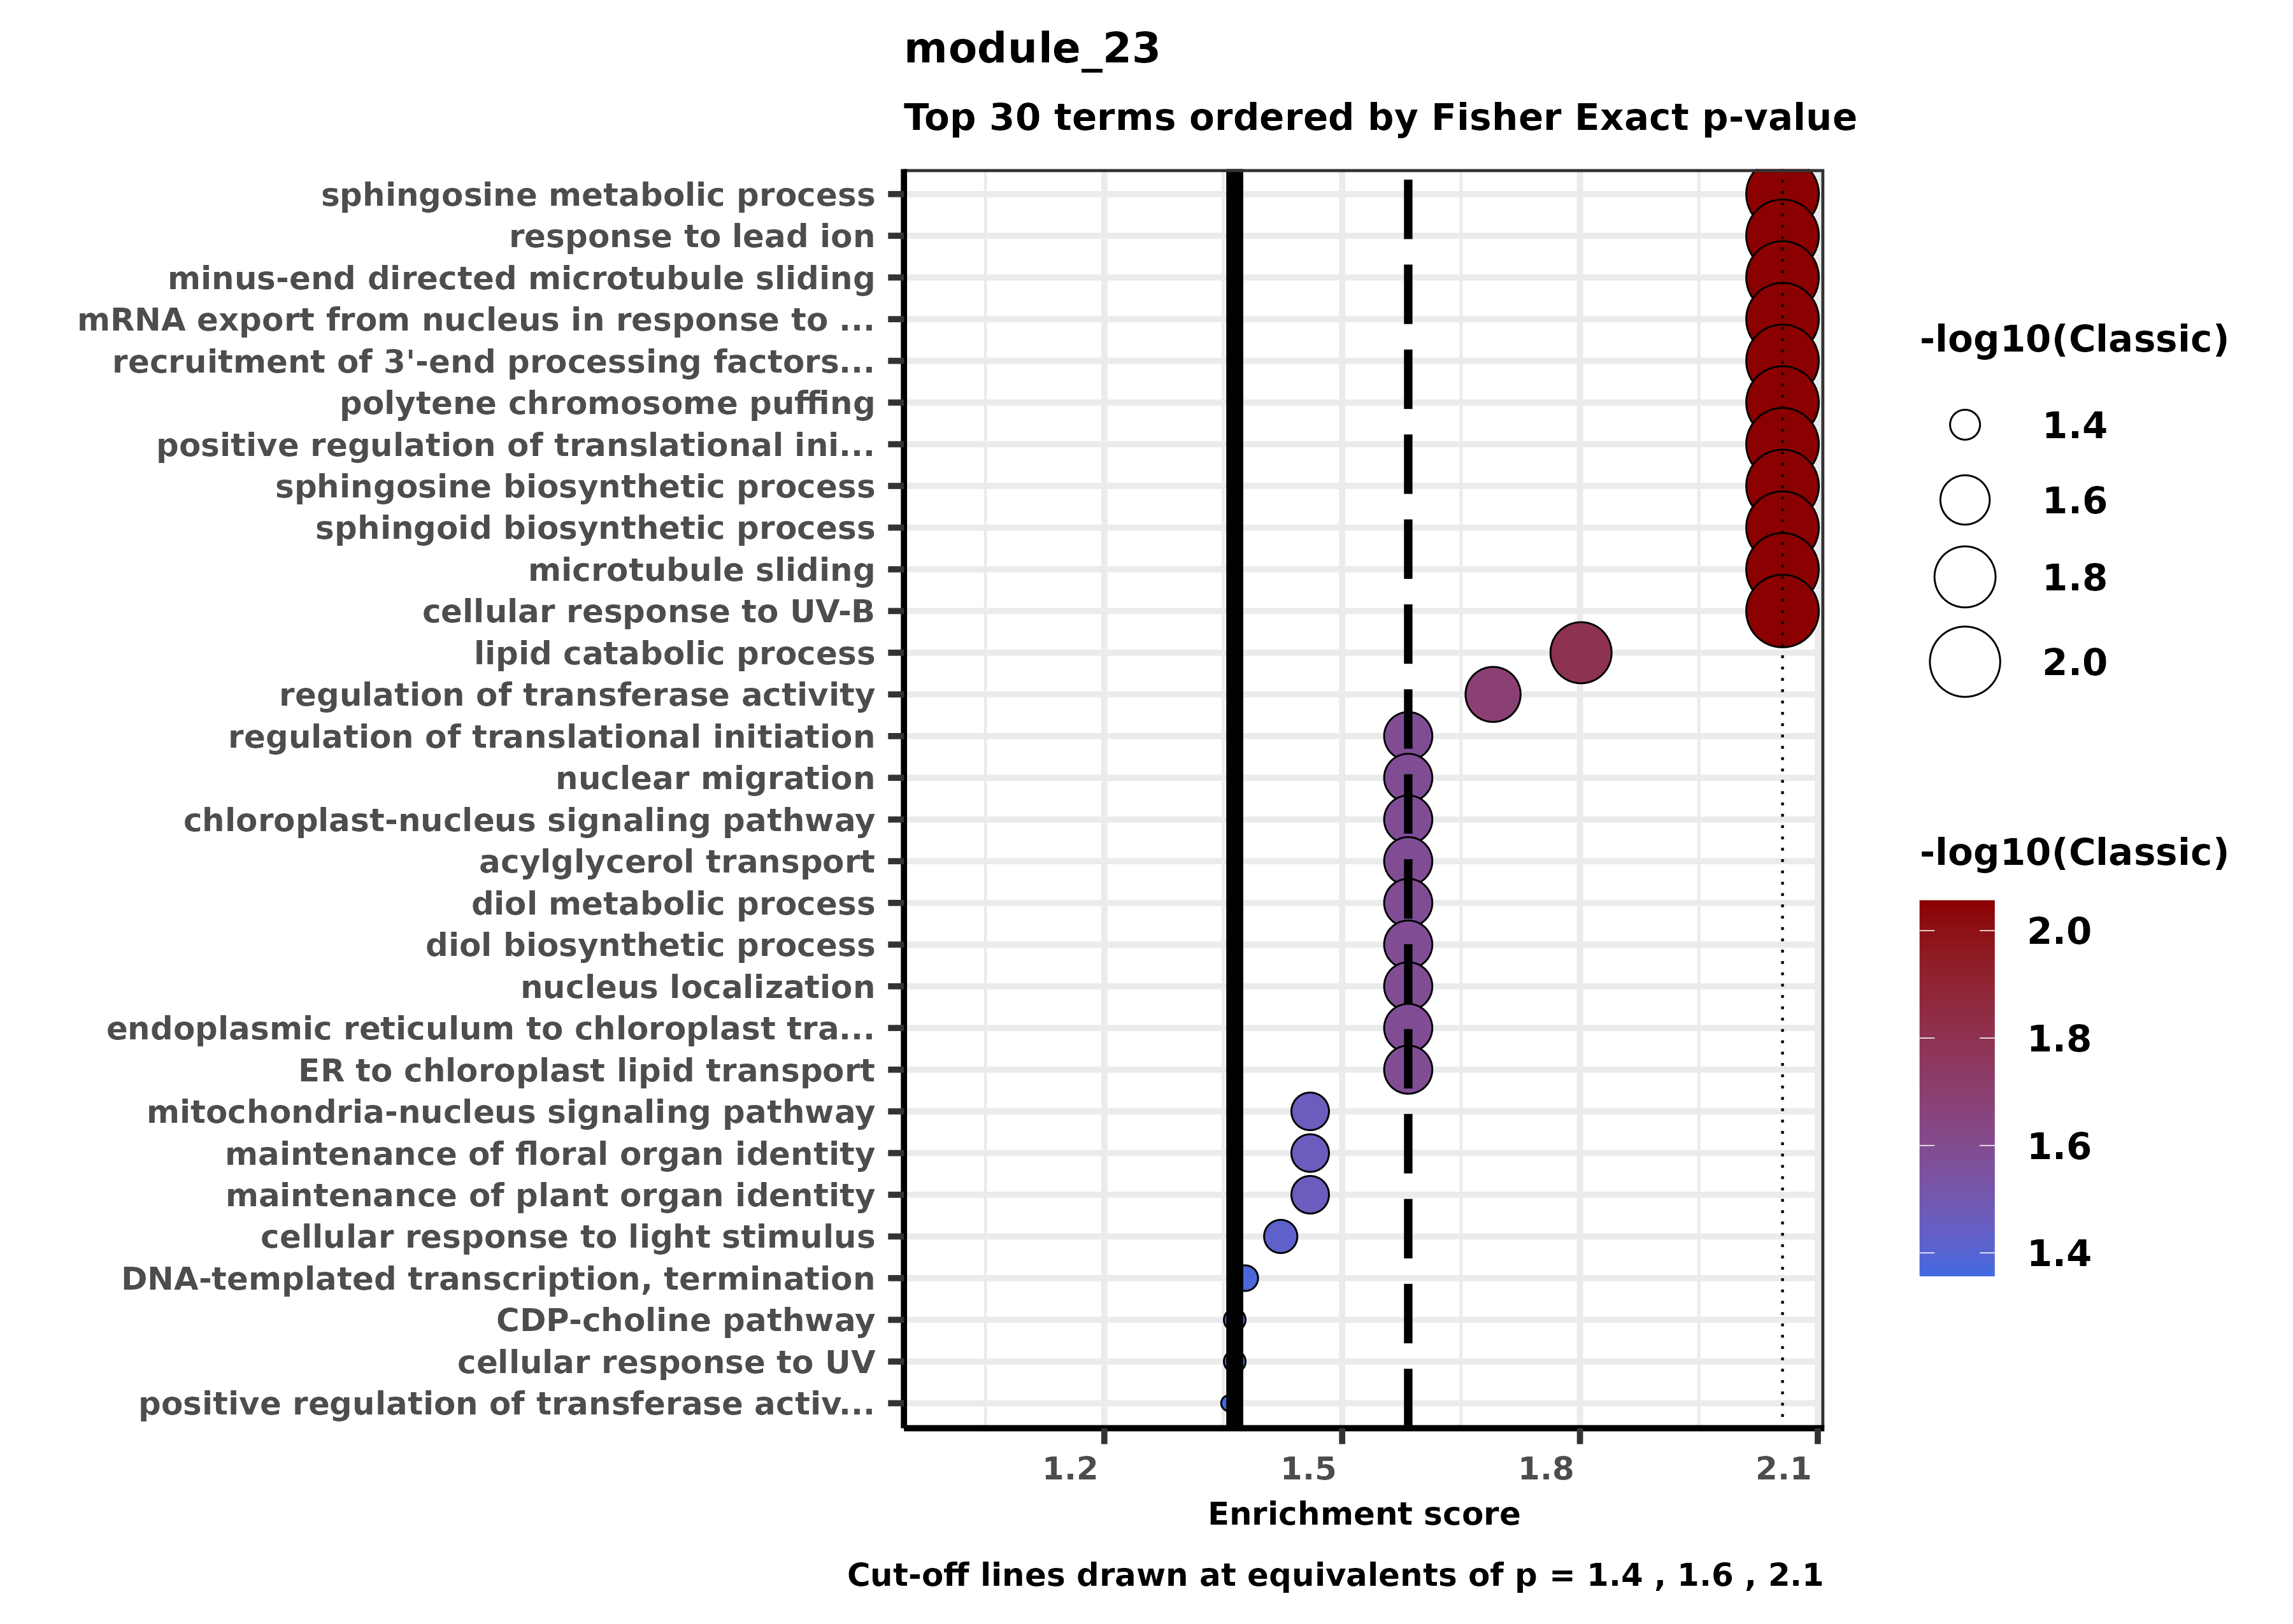 module_23
Top 30 terms ordered by Fisher Exact p-value
sphingosine metabolic process
response to lead ion
minus-end directed microtubule sliding
mRNA export from nucleus in response to ...
recruitment of 3'-end processing factors...
polytene chromosome puffing
positive regulation of translational ini...
sphingosine biosynthetic process
sphingoid biosynthetic process
microtubule sliding
cellular response to UV-B
lipid catabolic process
regulation of transferase activity
regulation of translational initiation
nuclear migration
chloroplast-nucleus signaling pathway
acylglycerol transport
diol metabolic process
diol biosynthetic process
nucleus localization
endoplasmic reticulum to chloroplast tra...
ER to chloroplast lipid transport
mitochondria-nucleus signaling pathway
maintenance of floral organ identity
maintenance of plant organ identity
cellular response to light stimulus
DNA-templated transcription, termination
CDP-choline pathway
cellular response to UV
positive regulation of transferase activ...
1.2 1.5 1.8 2.1
Enrichment score
Cut-off lines drawn at equivalents of p = 1.4 , 1.6 , 2.1
-log10(Classic)
1.4
1.6
1.8
2.0
-log10(Classic)
2.0
1.8
1.6
1.4